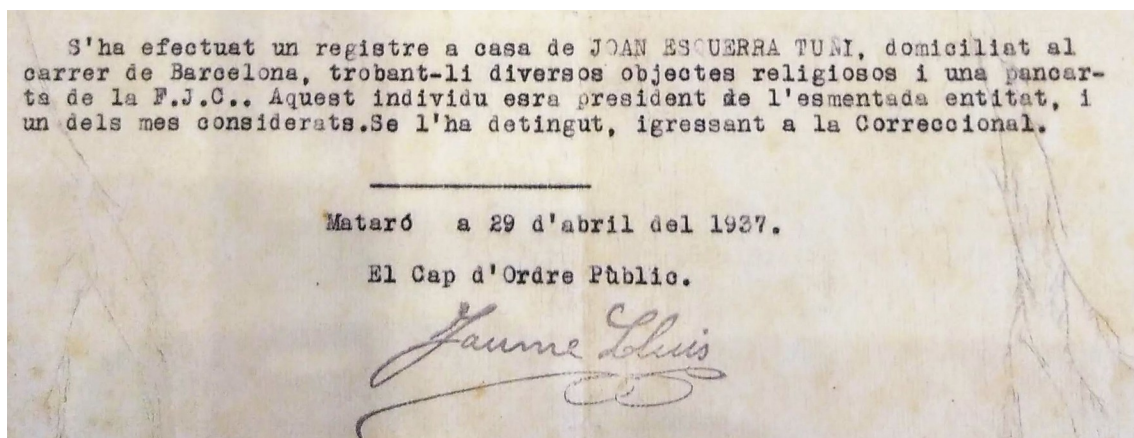 S'ha efectuat un registre a casa de JOAN ESQUERRA TUNI, domiciliat al
carrer de Barcelona, trobant-li diversos objectes religiosos i una pancar-
ta de la F.J.C.. Aquest individu esra president de l'esmentada entitat, i
un dels mes considerats.Se l'ha detingut, igressant a la Correccional.
Mataró a 29 d'abril del 1937.
El Cap d'Ordre Pùblic.
Jaume Lluis